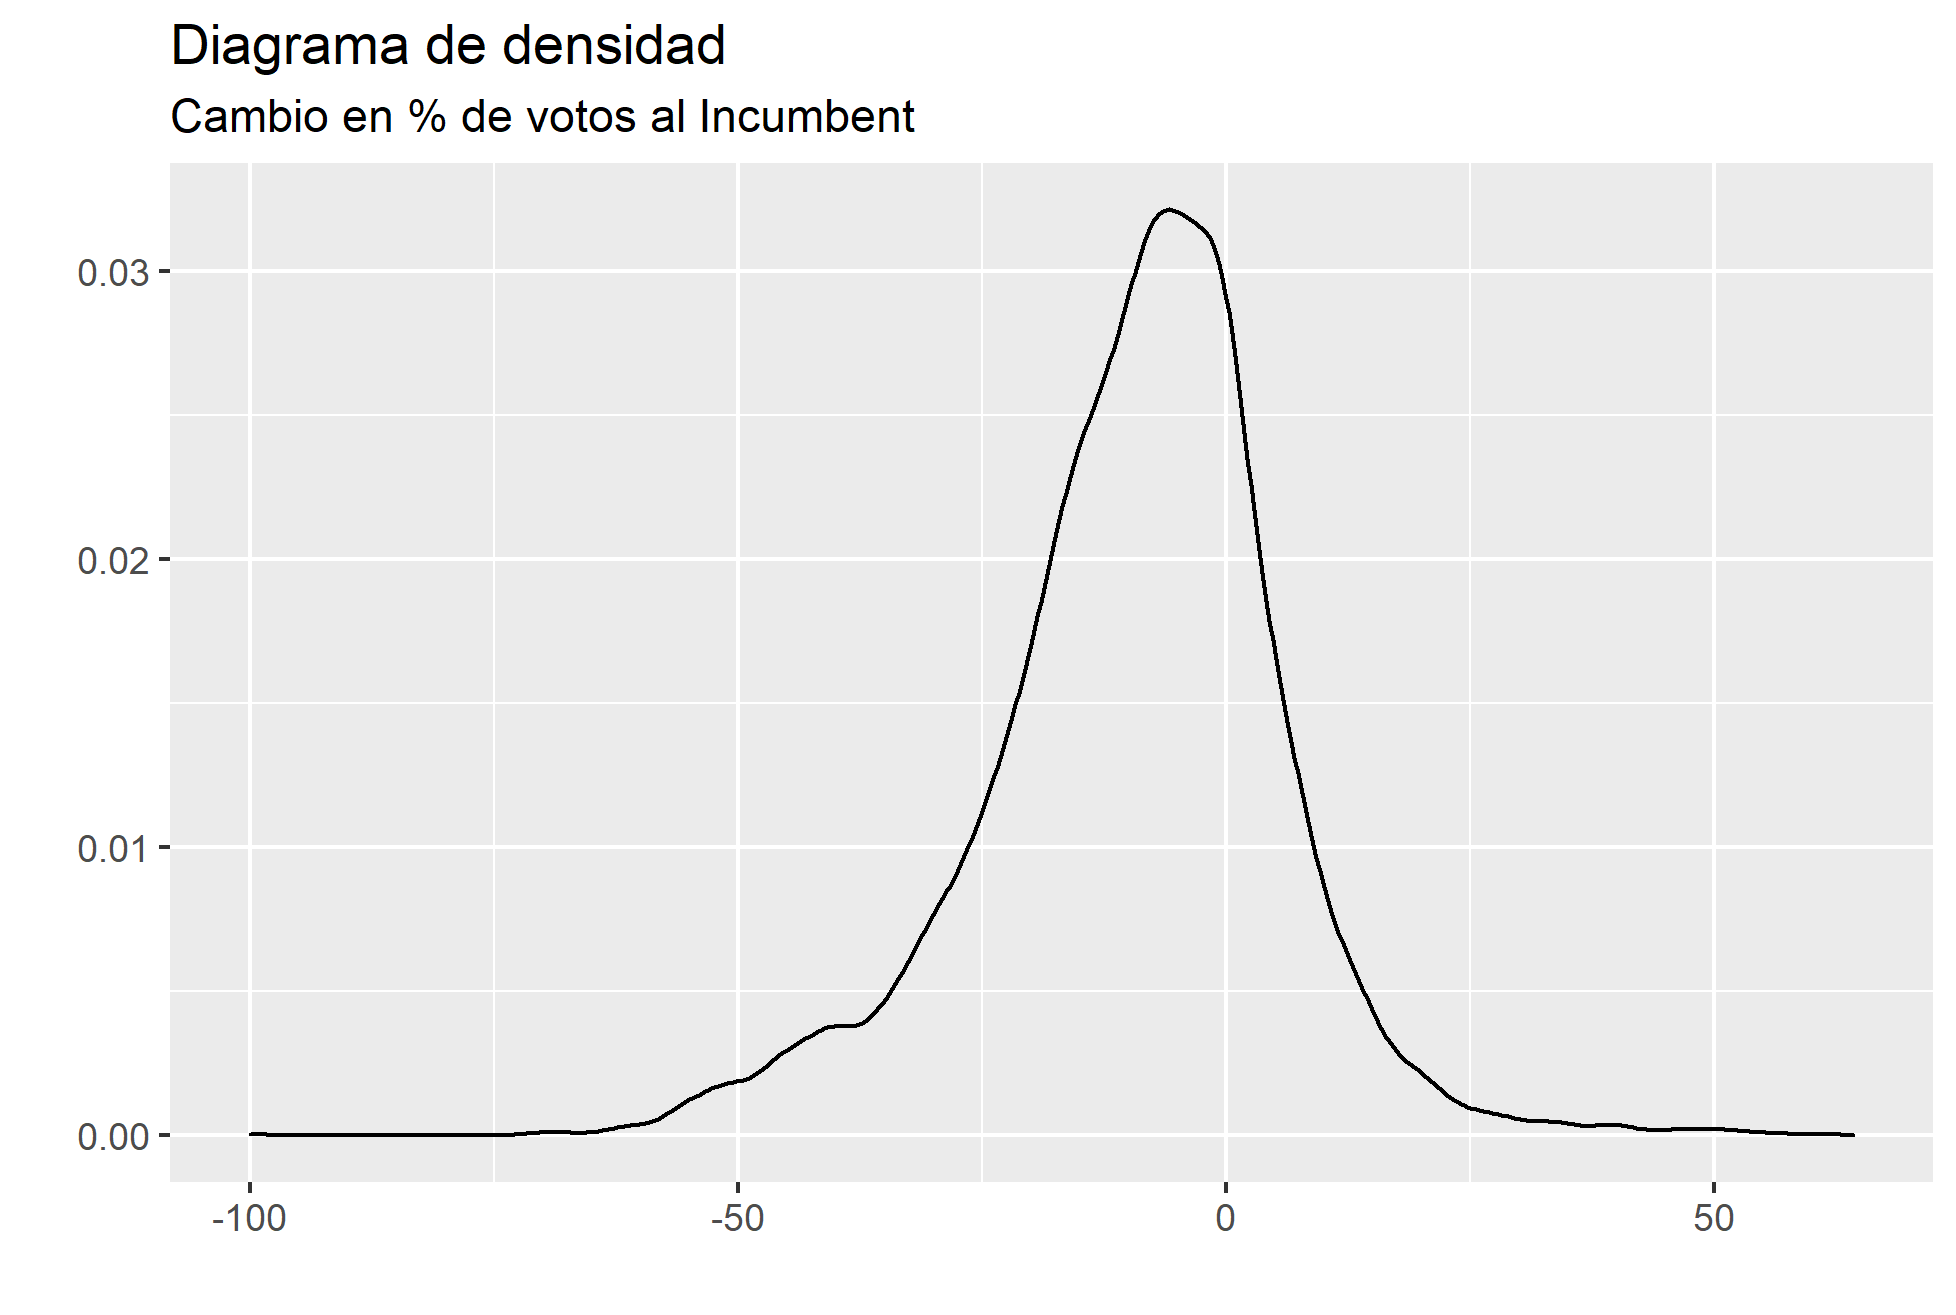 Diagrama de densidad
Cambio en % de votos al Incumbent
0.03
0.02
0.01
0.00
-100 -50 0 50